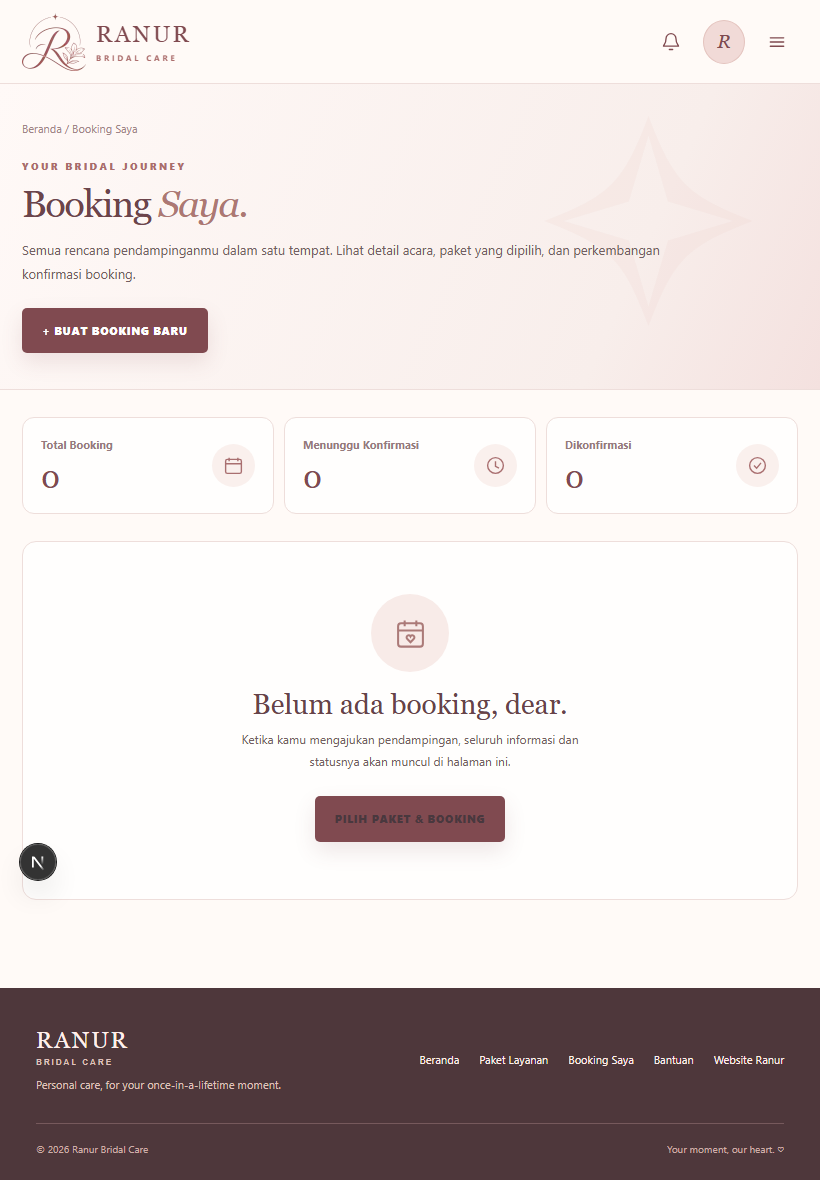 RANUR
BRIDAL CARE
R
Beranda / Booking Saya
YOUR BRIDAL JOURNEY
Booking Saya.
Semua rencana pendampinganmu dalam satu tempat. Lihat detail acara, paket yang dipilih, dan perkembangan
konfirmasi booking.
+ BUAT BOOKING BARU
Total Booking
0
Menunggu Konfirmasi
0
Dikonfirmasi
0
Belum ada booking, dear.
Ketika kamu mengajukan pendampingan, seluruh informasi dan
statusnya akan muncul di halaman ini.
PILIH PAKET & BOOKING
N
RANUR
BRIDAL CARE
Personal care, for your once-in-a-lifetime moment.
Beranda Paket Layanan Booking Saya Bantuan Website Ranur
© 2026 Ranur Bridal Care
Your moment, our heart. ♡